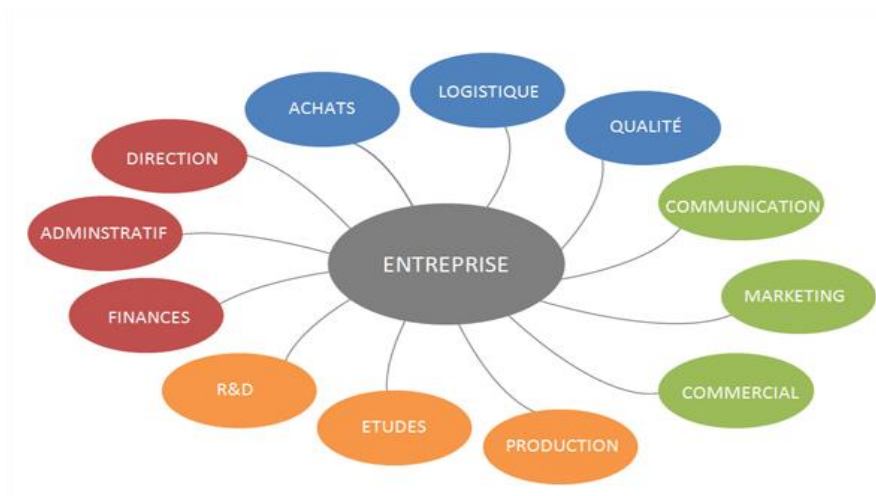 LOGISTIQUE
ACHATS
QUALITÉ
DIRECTION
COMMUNICATION
ADMINSTRATIF
ENTREPRISE
MARKETING
FINANCES
R&D
COMMERCIAL
ETUDES
PRODUCTION